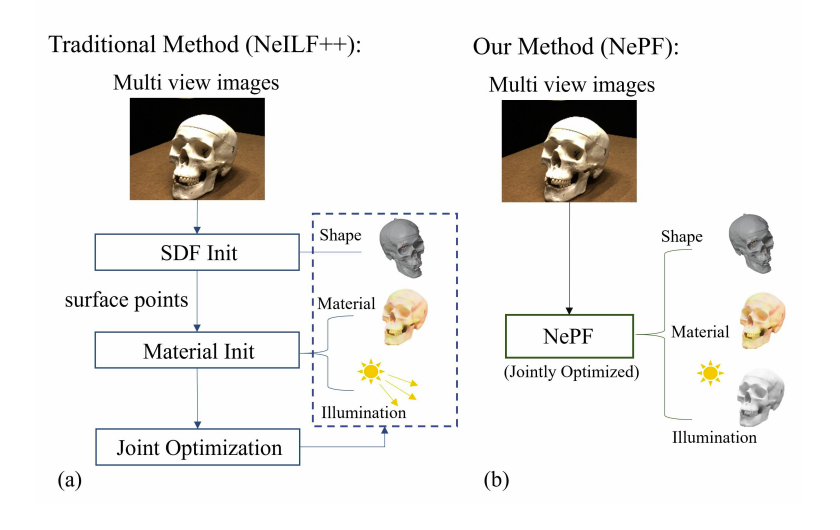 Traditional Method (NeILF++):
Multi view images
SDF Init
surface points
Material Init
Joint Optimization
Shape
Material
Illumination
(a)
Our Method (NePF):
Multi view images
NePF
(Jointly Optimized)
Shape
Material
Illumination
(b)